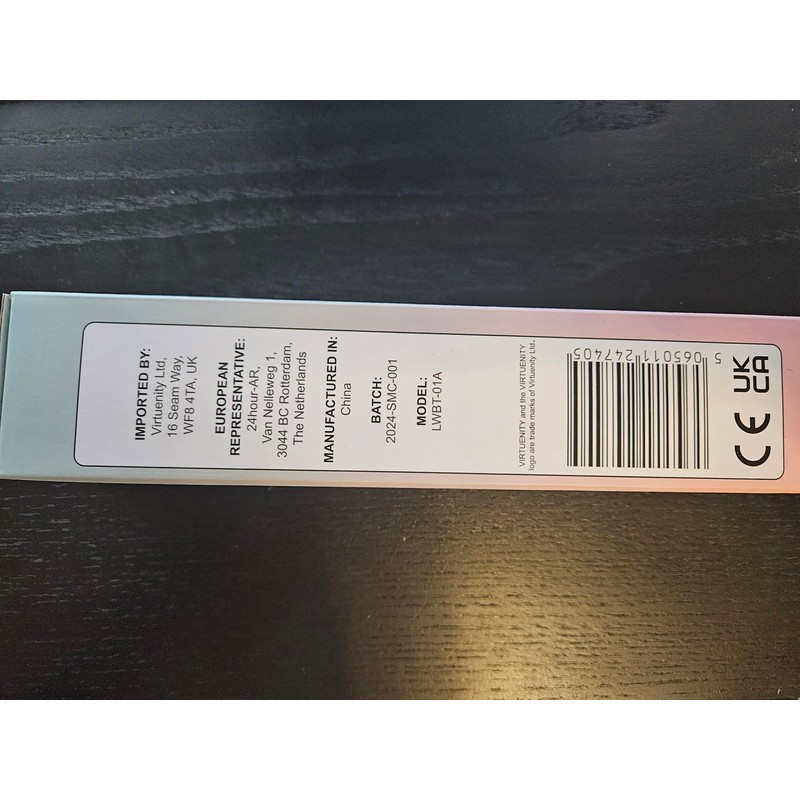 IMPORTED BY:
Virtuenity Ltd,
16 Seam Way,
WF8 4TA, UK
EUROPEAN
REPRESENTATIVE:
24hour-AR,
Van Nelleweg 1,
3044 BC Rotterdam,
The Netherlands
MANUFACTURED IN:
China
BATCH:
2024-SMC-001
MODEL:
LWBT-01A
VIRTUENITY and the VIRTUENITY
logo are trade marks of Virtuenity Ltd.
5 065011 247405
CE
UK
CA